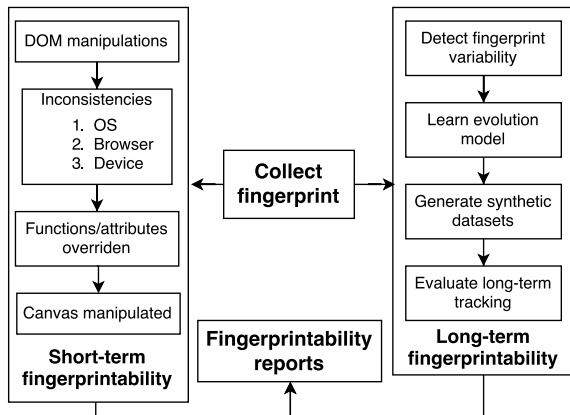 DOM manipulations
Inconsistencies
1. OS
2. Browser
3. Device
Functions/attributes
overriden
Canvas manipulated
Short-term
fingerprintability
Collect
fingerprint
Fingerprintability
reports
Detect fingerprint
variability
Learn evolution
model
Generate synthetic
datasets
Evaluate long-term
tracking
Long-term
fingerprintability